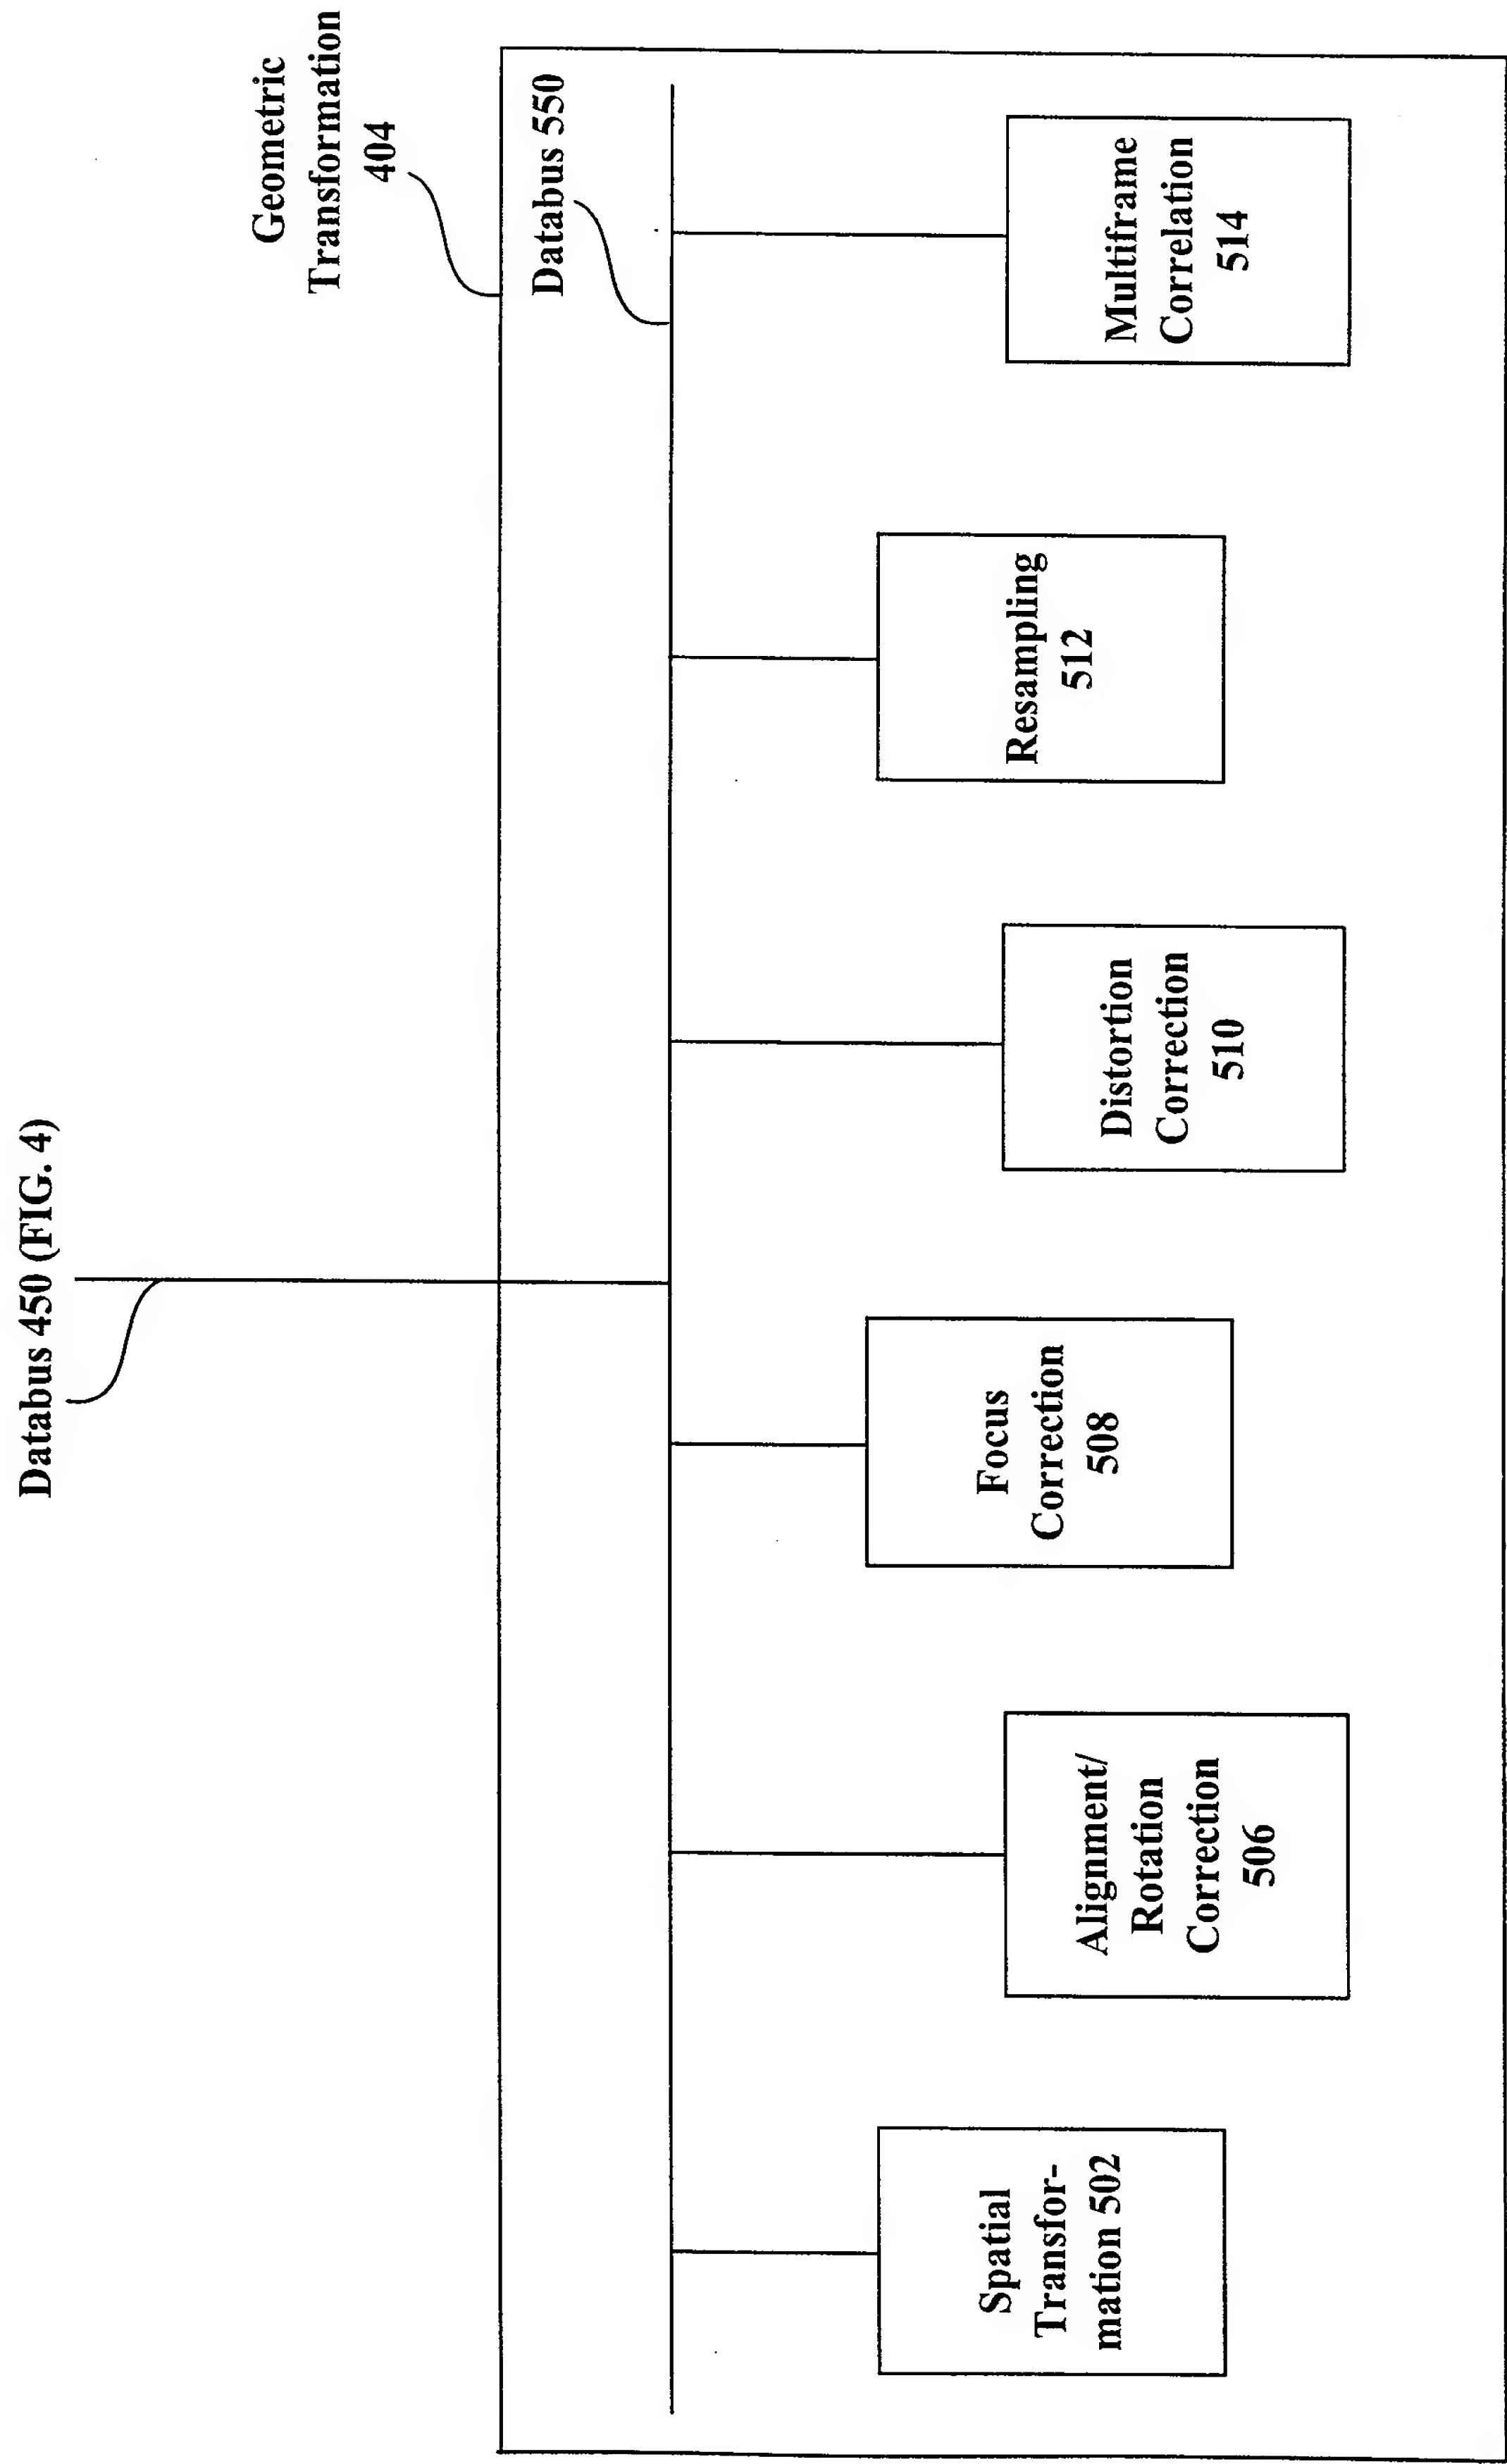 Databus 450 (FIG. 4)
Geometric
Transformation
404
Databus 550
Spatial
Transfor-
mation 502
Alignment/
Rotation
Correction
506
Focus
Correction
508
Distortion
Correction
510
Resampling
512
Multiframe
Correlation
514